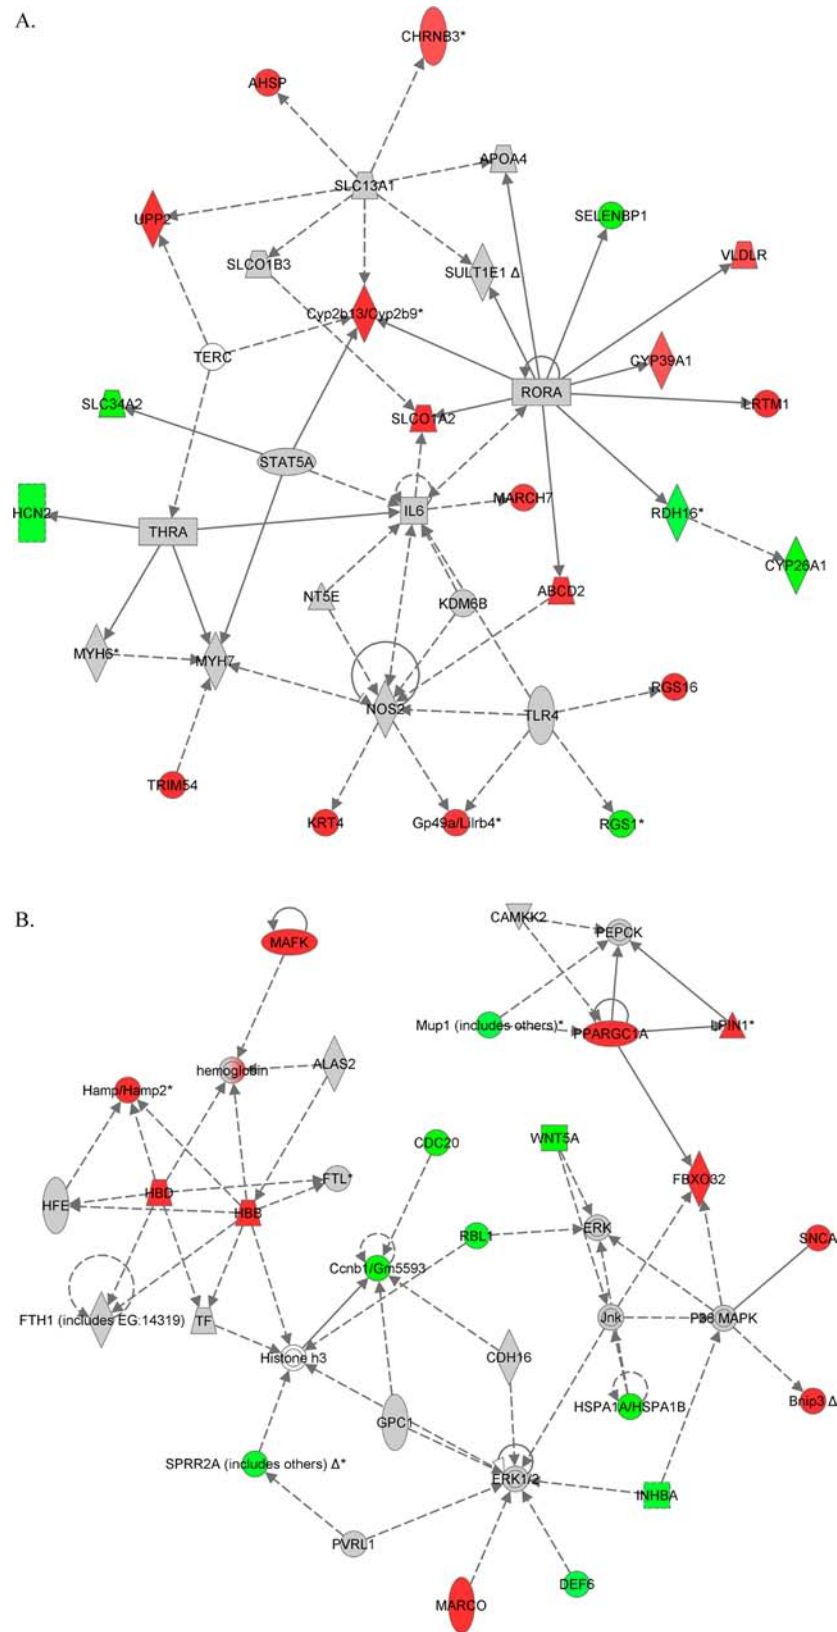 A.
CHRNB3*
AHSP
APOA4
SLC13A1
UPP2*
SELENBP1
VLDLR
SLCO1B3
SULT1E1 Δ
Cyp2b13/Cyp2b9*
TERC
CYP39A1
SLC34A2
RORA
LRTM1
SLCO1A2
STAT5A
MARCH7
HCN2
THRA
IL6
RDH16*
CYP26A1
NT5E
KDM6B
ABCD2
MYH6*
MYH7
NOS2
TLR4
RGS16
TRIM54
KRT4
Gp49a/Lilrb4*
RGS1*
B.
CAMKK2
PEPCK
MAFK
Mup1 (includes others)*
PPARGC1A
LPIN1*
hemoglobin
ALAS2
Hamp/Hamp2*
CDC20
WNT5A
FTL*
FBXO32
HFE
HBD
HBB
RBL1
ERK
SNCA
Ccnb1/Gm5593
FTH1 (includes EG:14319)
TF
Jnk
P38 MAPK
Histone h3
CDH16
HSPA1A/HSPA1B
Bnip3 Δ
GPC1
SPRR2A (includes others) Δ*
ERK1/2
INHBA
PVRL1
DEF6
MARCO